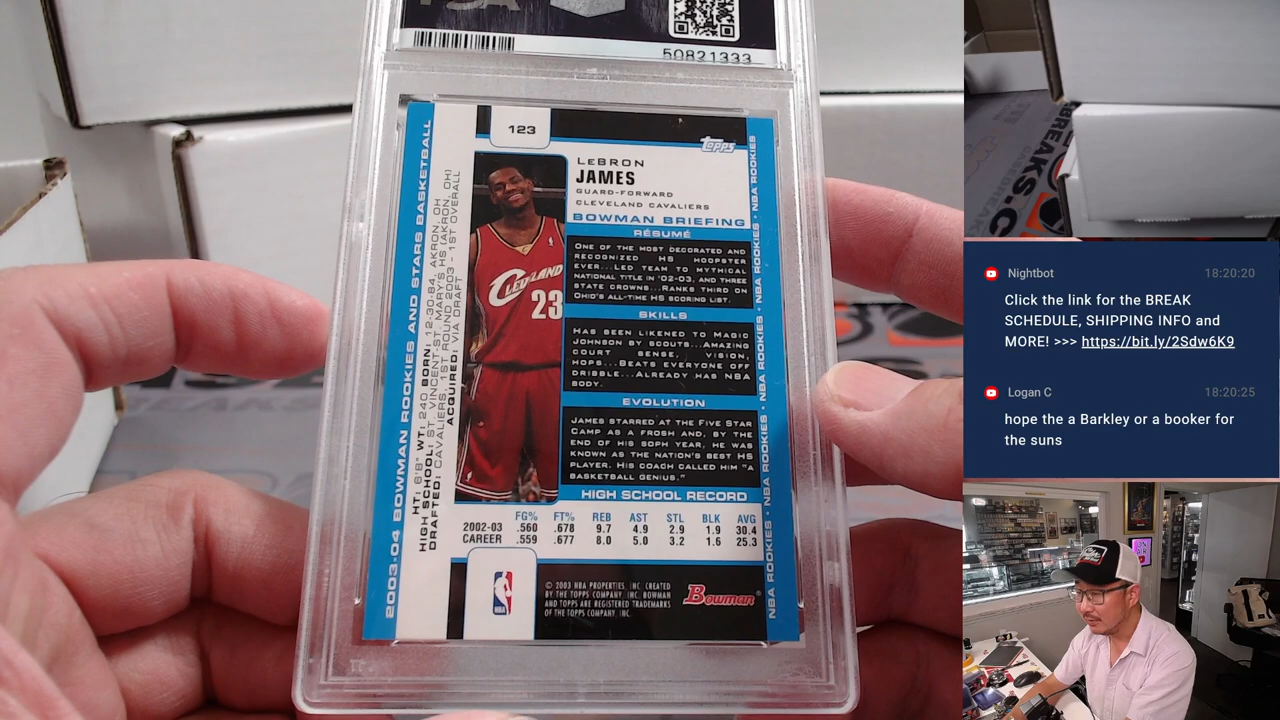 PSA
50821333
123
topps
LEBRON
JAMES
GUARD-FORWARD
CLEVELAND CAVALIERS
BOWMAN BRIEFING
RÉSUMÉ
ONE OF THE MOST DECORATED AND
RECOGNIZED HS HOOPSTER
EVER...LED TEAM TO MYTHICAL
NATIONAL TITLE IN '02-03, AND THREE
STATE CROWNS...RANKS THIRD ON
OHIO'S ALL-TIME HS SCORING LIST.
SKILLS
HAS BEEN LIKENED TO MAGIC
JOHNSON BY SCOUTS...AMAZING
COURT SENSE, VISION,
HOPS...BEATS EVERYONE OFF
DRIBBLE...ALREADY HAS NBA
BODY.
EVOLUTION
JAMES STARRED AT THE FIVE STAR
CAMP AS A FROSH AND, BY THE
END OF HIS SOPH YEAR, HE WAS
KNOWN AS THE NATION'S BEST HS
PLAYER. HIS COACH CALLED HIM "A
BASKETBALL GENIUS."
HIGH SCHOOL RECORD
FG% FT% REB AST STL BLK AVG
2002-03 .560 .678 9.7 4.9 2.9 1.9 30.4
CAREER .559 .677 8.0 5.0 3.2 1.6 25.3
NBA
© 2003 NBA PROPERTIES, INC. CREATED
BY THE TOPPS COMPANY, INC. BOWMAN
AND TOPPS ARE REGISTERED TRADEMARKS
OF THE TOPPS COMPANY, INC.
Bowman®
2003-04 BOWMAN ROOKIES AND STARS BASKETBALL
HT: 6'8" WT: 240 BORN: 12-30-84, AKRON, OH
HIGH SCHOOL: ST. VINCENT-ST. MARY'S HS (AKRON, OH)
DRAFTED: CAVALIERS, 1ST ROUND 2003 - 1ST OVERALL
ACQUIRED: VIA DRAFT
CLEVELAND
23
NBA ROOKIES • NBA ROOKIES • NBA ROOKIES • NBA ROOKIES • NBA ROOKIES
BREAKS.C
Nightbot 18:20:20
Click the link for the BREAK
SCHEDULE, SHIPPING INFO and
MORE! >>> https://bit.ly/2Sdw6K9
Logan C 18:20:25
hope the a Barkley or a booker for
the suns
ON
AIR